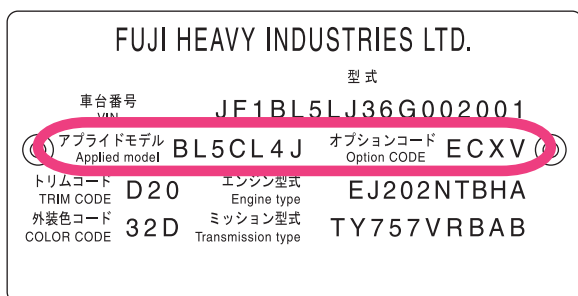 FUJI HEAVY INDUSTRIES LTD.
型式
車台番号 VIN JF1BL5LJ36G002001
アプライドモデル Applied model BL5CL4J オプションコード Option CODE ECXV
トリムコード TRIM CODE D20 エンジン型式 Engine type EJ202NTBHA
外装色コード COLOR CODE 32D ミッション型式 Transmission type TY757VRBAB